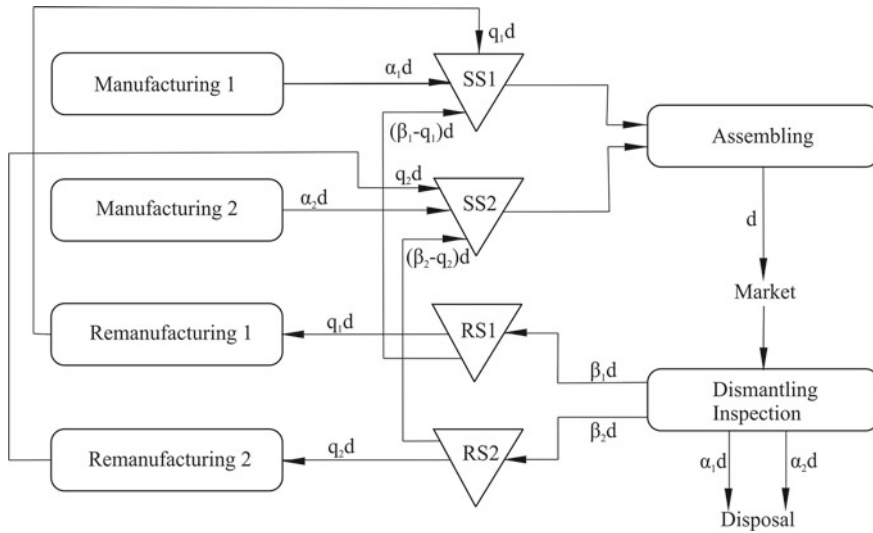 q₁d
Manufacturing 1
α₁d
SS1
(β₁-q₁)d
Assembling
q₂d
Manufacturing 2
α₂d
SS2
d
(β₂-q₂)d
Market
Remanufacturing 1
q₁d
RS1
β₁d
Dismantling
Inspection
β₂d
Remanufacturing 2
q₂d
RS2
α₁d
α₂d
Disposal